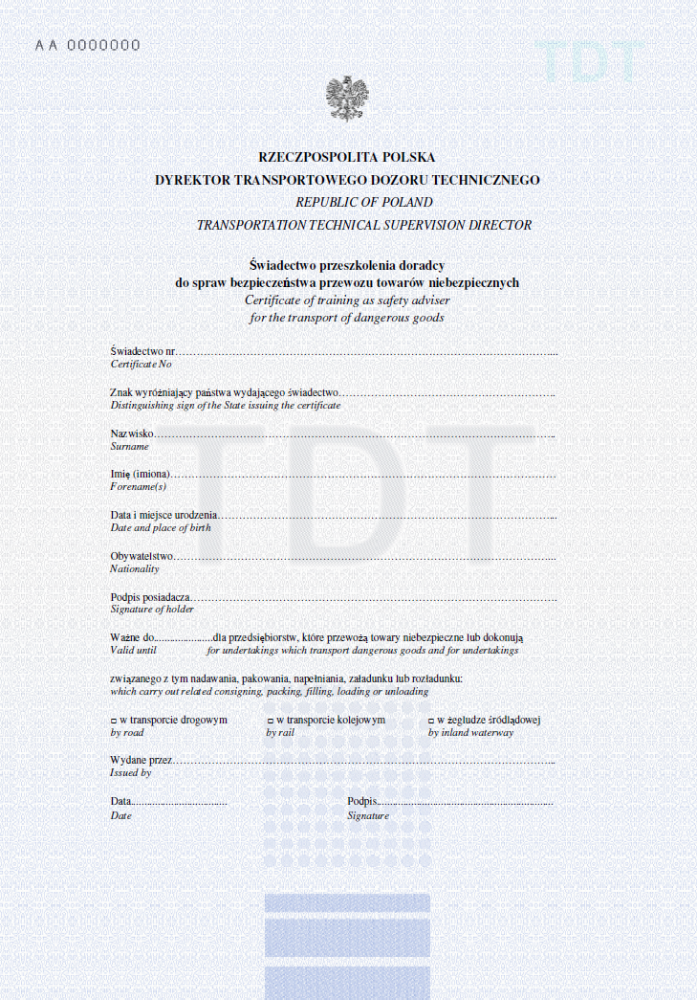 AA 0000000
TDT
RZECZPOSPOLITA POLSKA
DYREKTOR TRANSPORTOWEGO DOZORU TECHNICZNEGO
REPUBLIC OF POLAND
TRANSPORTATION TECHNICAL SUPERVISION DIRECTOR
Świadectwo przeszkolenia doradcy
do spraw bezpieczeństwa przewozu towarów niebezpiecznych
Certificate of training as safety adviser
for the transport of dangerous goods
Świadectwo nr……………………………………………………………………………………………....
Certificate No
Znak wyróżniający państwa wydającego świadectwo……………………………………………………..
Distinguishing sign of the State issuing the certificate
Nazwisko…………………………………………………………………………………………………..
Surname
TDT
Imię (imiona)………………………………………………………………………………………………
Forename(s)
Data i miejsce urodzenia…………………………………………………………………………………...
Date and place of birth
Obywatelstwo……………………………………………………………………………………………...
Nationality
Podpis posiadacza………………………………………………………………………………………….
Signature of holder
Ważne do......................dla przedsiębiorstw, które przewożą towary niebezpieczne lub dokonują
Valid until for undertakings which transport dangerous goods and for undertakings
związanego z tym nadawania, pakowania, napełniania, załadunku lub rozładunku:
which carry out related consigning, packing, filling, loading or unloading
□ w transporcie drogowym □ w transporcie kolejowym □ w żegludze śródlądowej
by road by rail by inland waterway
Wydane przez……………………………………………………………………………………………...
Issued by
Data.................................... Podpis..................................................................
Date Signature